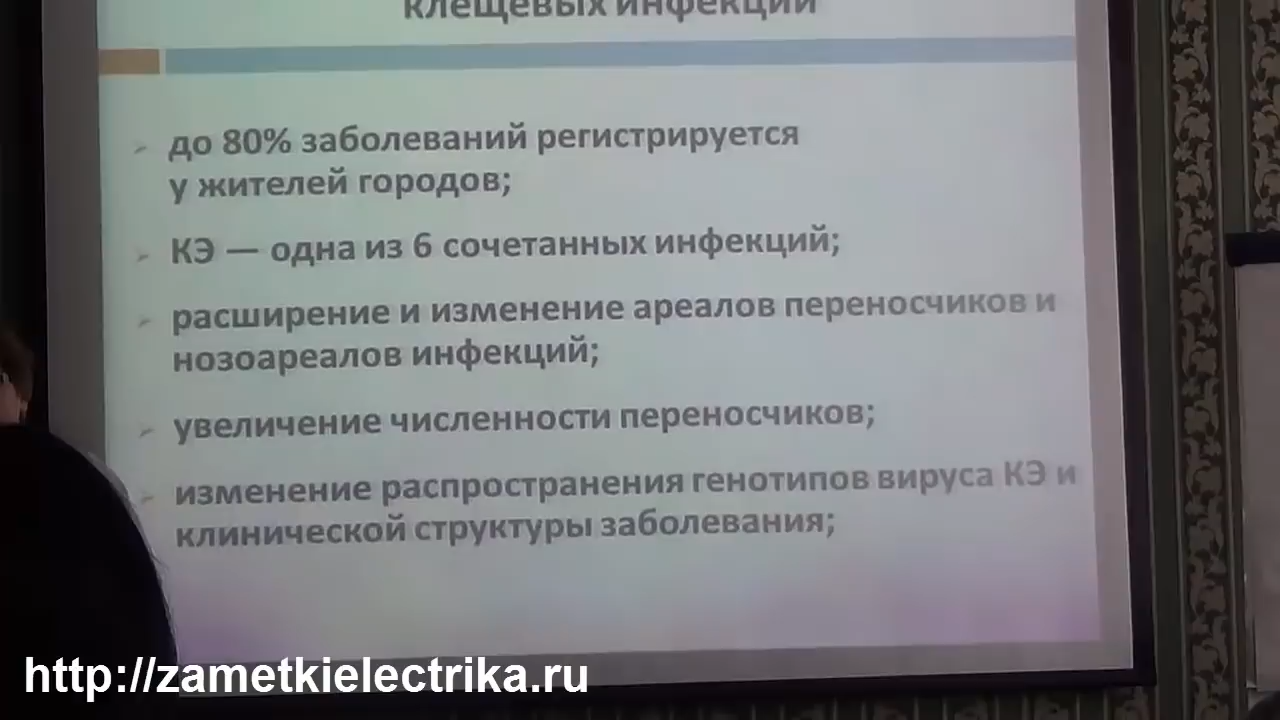 клещевых инфекций
до 80% заболеваний регистрируется
у жителей городов;
КЭ — одна из 6 сочетанных инфекций;
расширение и изменение ареалов переносчиков и
нозоареалов инфекций;
увеличение численности переносчиков;
изменение распространения генотипов вируса КЭ и
клинической структуры заболевания;
http://zametkielectrika.ru